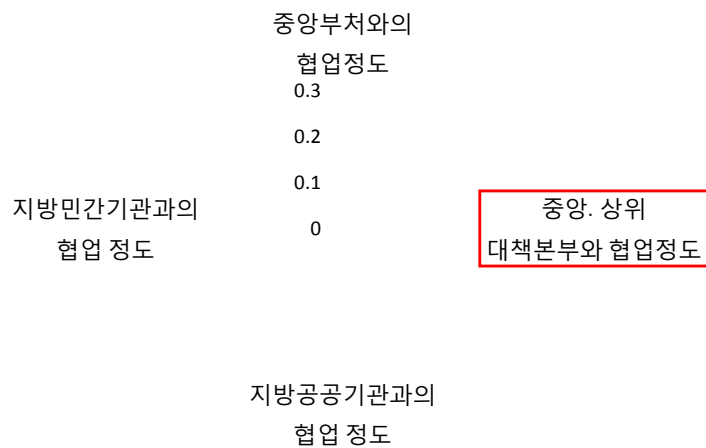 중앙부처와의
협업정도
0.3
0.2
0.1
0
지방민간기관과의
협업 정도
중앙. 상위
대책본부와 협업정도
지방공공기관과의
협업 정도